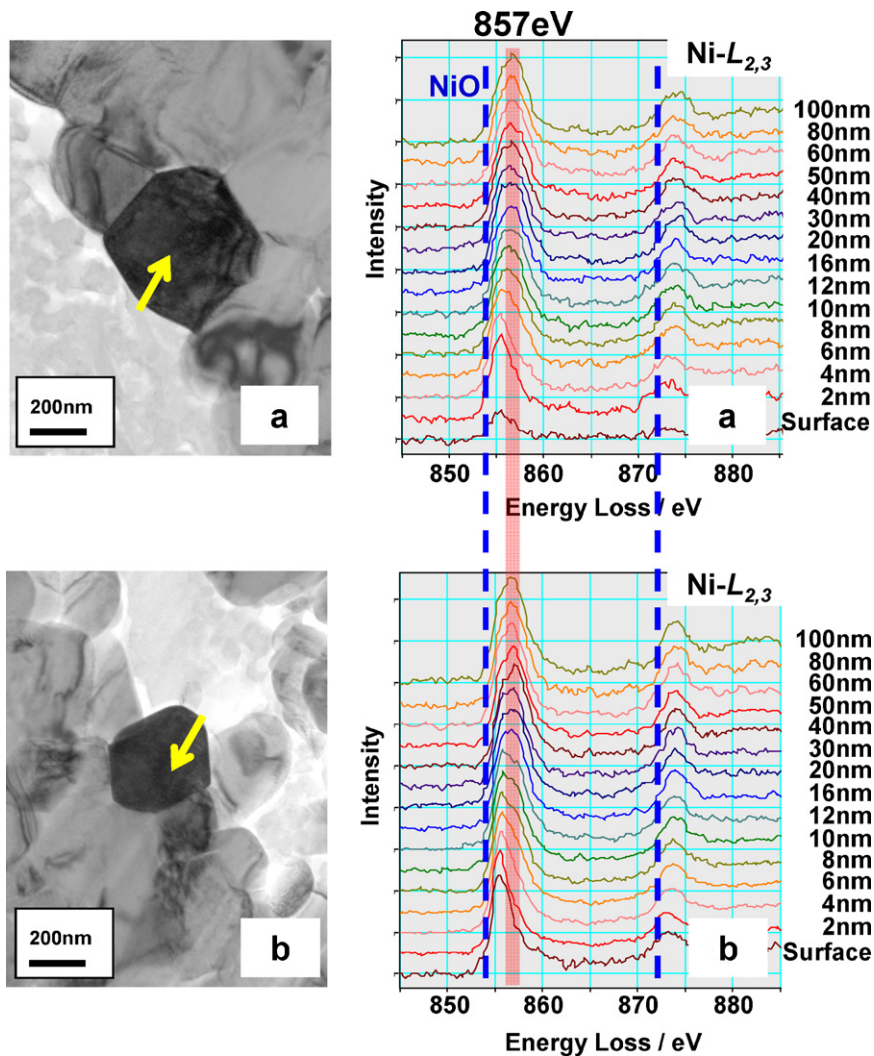 200nm
a
857eV
NiO
Ni-L2,3
Intensity
100nm
80nm
60nm
50nm
40nm
30nm
20nm
16nm
12nm
10nm
8nm
6nm
4nm
2nm
Surface
a
850 860 870 880
Energy Loss / eV
200nm
b
Ni-L2,3
Intensity
100nm
80nm
60nm
50nm
40nm
30nm
20nm
16nm
12nm
10nm
8nm
6nm
4nm
2nm
Surface
b
850 860 870 880
Energy Loss / eV